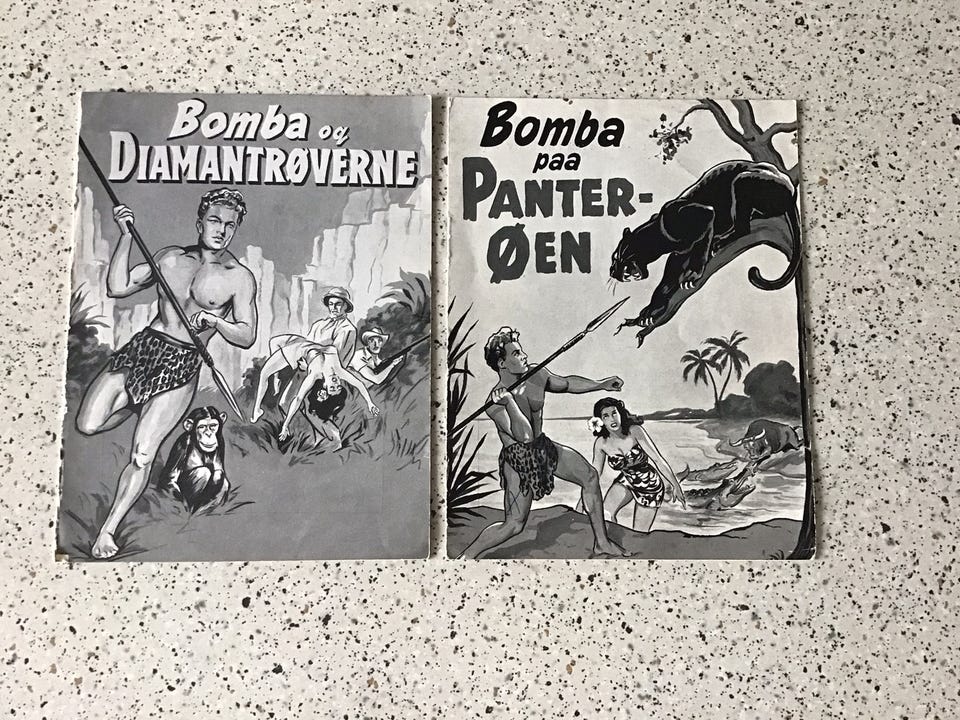 Bomba og
DIAMANTRØVERNE
Bomba
paa
PANTER-
ØEN